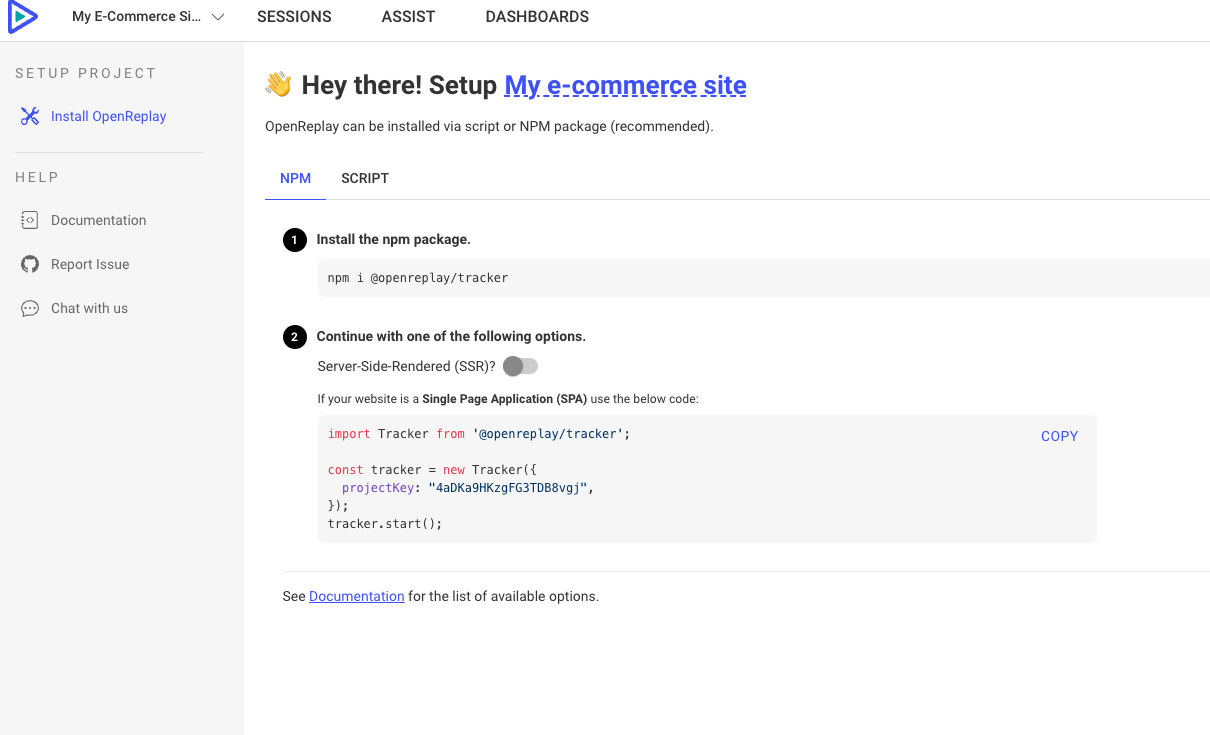 My E-Commerce Si...
SESSIONS
ASSIST
DASHBOARDS
SETUP PROJECT
Install OpenReplay
HELP
Documentation
Report Issue
Chat with us
👋 Hey there! Setup My e-commerce site
OpenReplay can be installed via script or NPM package (recommended).
NPM
SCRIPT
1 Install the npm package.
npm i @openreplay/tracker
2 Continue with one of the following options.
Server-Side-Rendered (SSR)?
If your website is a Single Page Application (SPA) use the below code:
COPY
import Tracker from '@openreplay/tracker';
const tracker = new Tracker({
  projectKey: "4aDKa9HKzgFG3TDB8vgj",
});
tracker.start();
See Documentation for the list of available options.